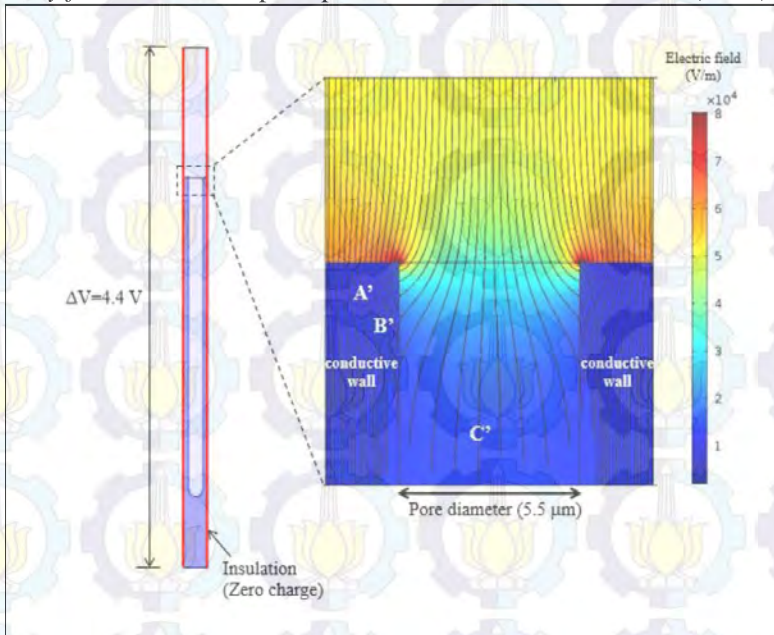 Electric field
(V/m)
×10⁴
8
7
6
5
4
3
2
1
ΔV=4.4 V
A'
B'
conductive
wall
conductive
wall
C'
Pore diameter (5.5 μm)
Insulation
(Zero charge)